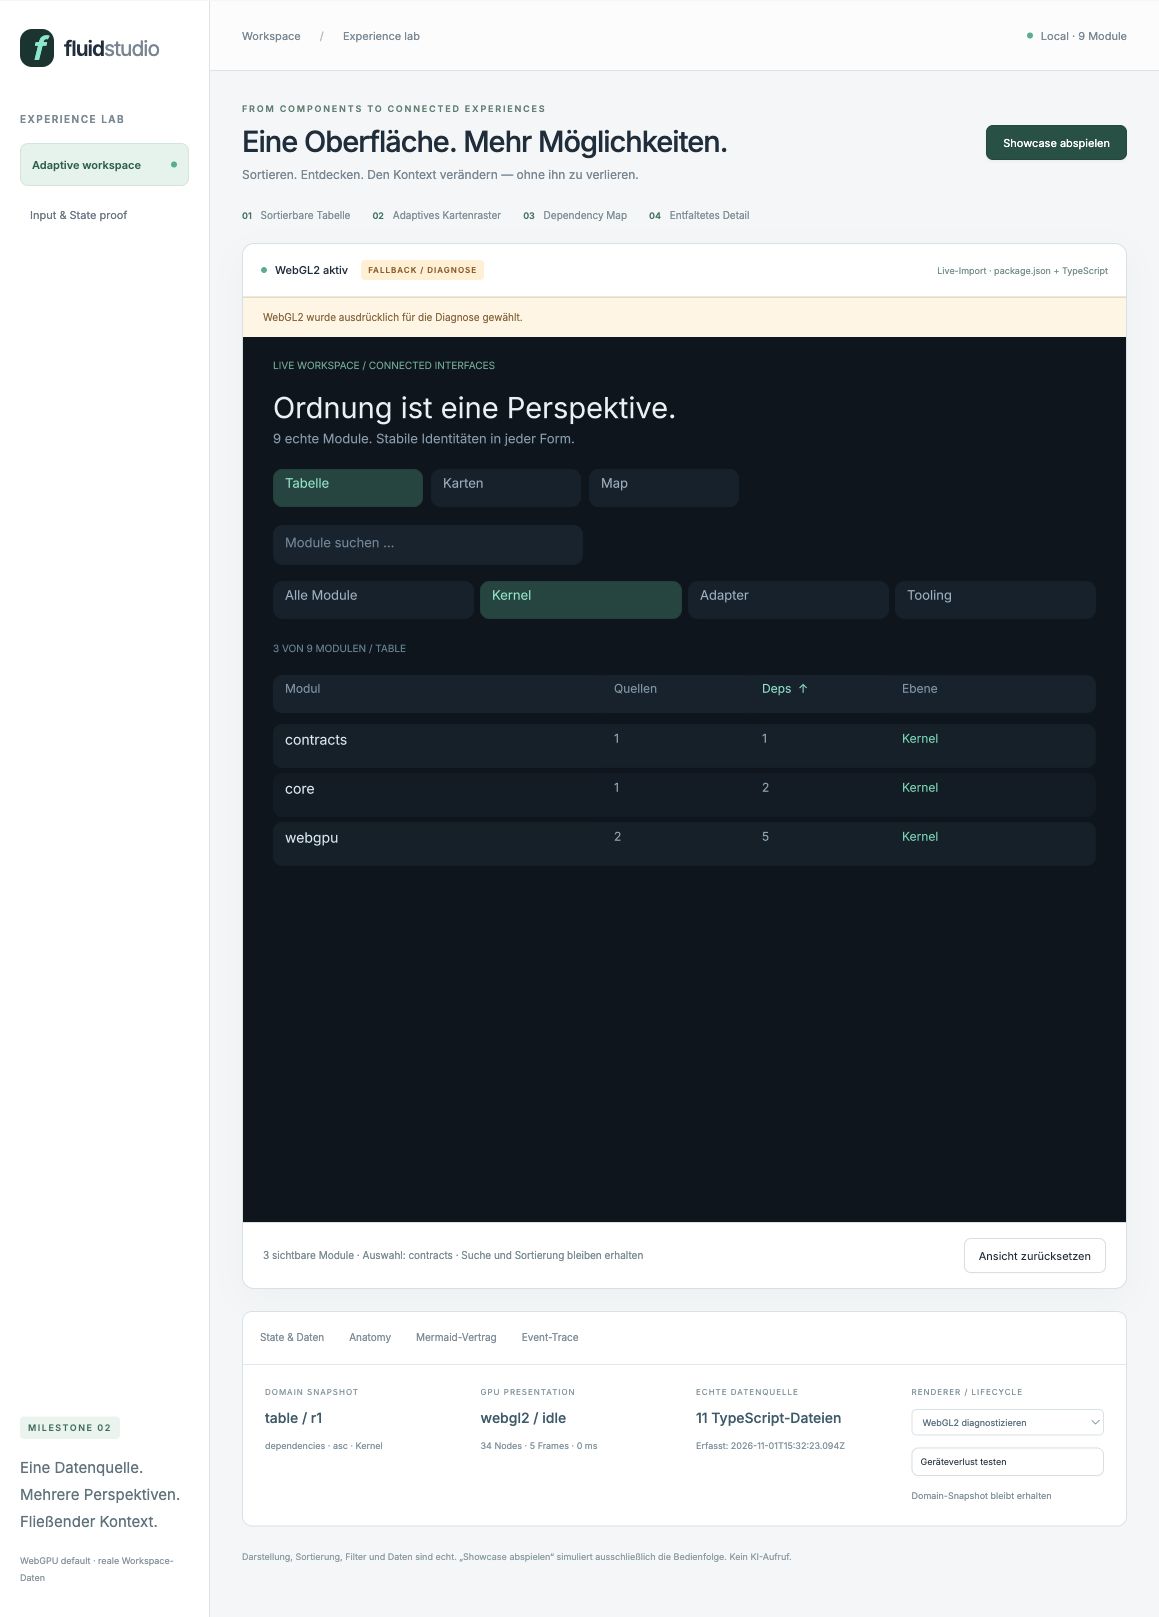 f fluidstudio
EXPERIENCE LAB
Adaptive workspace
Input & State proof
MILESTONE 02
Eine Datenquelle.
Mehrere Perspektiven.
Fließender Kontext.
WebGPU default · reale Workspace-
Daten
Workspace / Experience lab
Local · 9 Module
FROM COMPONENTS TO CONNECTED EXPERIENCES
Eine Oberfläche. Mehr Möglichkeiten.
Sortieren. Entdecken. Den Kontext verändern — ohne ihn zu verlieren.
Showcase abspielen
01 Sortierbare Tabelle 02 Adaptives Kartenraster 03 Dependency Map 04 Entfaltetes Detail
WebGL2 aktiv FALLBACK / DIAGNOSE
Live-Import · package.json + TypeScript
WebGL2 wurde ausdrücklich für die Diagnose gewählt.
LIVE WORKSPACE / CONNECTED INTERFACES
Ordnung ist eine Perspektive.
9 echte Module. Stabile Identitäten in jeder Form.
Tabelle Karten Map
Module suchen ...
Alle Module Kernel Adapter Tooling
3 VON 9 MODULEN / TABLE
Modul Quellen Deps ↑ Ebene
contracts 1 1 Kernel
core 1 2 Kernel
webgpu 2 5 Kernel
3 sichtbare Module · Auswahl: contracts · Suche und Sortierung bleiben erhalten
Ansicht zurücksetzen
State & Daten Anatomy Mermaid-Vertrag Event-Trace
DOMAIN SNAPSHOT
table / r1
dependencies · asc · Kernel
GPU PRESENTATION
webgl2 / idle
34 Nodes · 5 Frames · 0 ms
ECHTE DATENQUELLE
11 TypeScript-Dateien
Erfasst: 2026-11-01T15:32:23.094Z
RENDERER / LIFECYCLE
WebGL2 diagnostizieren
Geräteverlust testen
Domain-Snapshot bleibt erhalten
Darstellung, Sortierung, Filter und Daten sind echt. „Showcase abspielen“ simuliert ausschließlich die Bedienfolge. Kein KI-Aufruf.